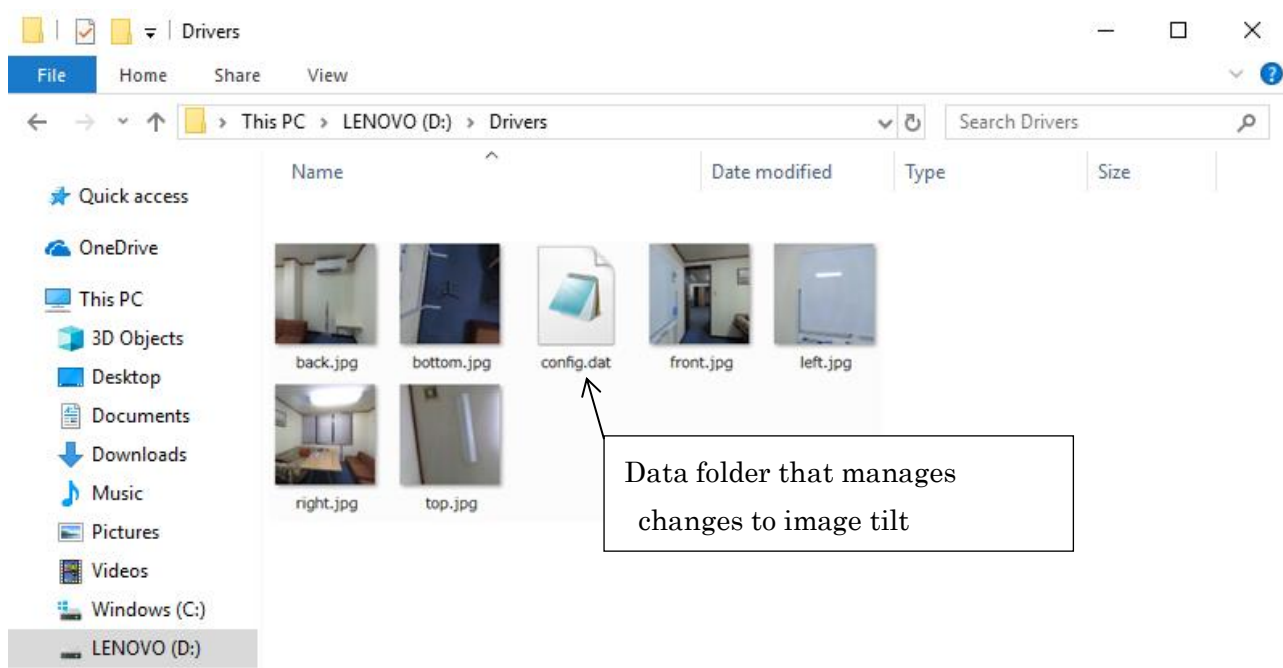 Drivers
File Home Share View
This PC > LENOVO (D:) > Drivers
Search Drivers
Name Date modified Type Size
Quick access
OneDrive
This PC
3D Objects
Desktop
Documents
Downloads
Music
Pictures
Videos
Windows (C:)
LENOVO (D:)
back.jpg bottom.jpg config.dat front.jpg left.jpg
right.jpg top.jpg
Data folder that manages
changes to image tilt